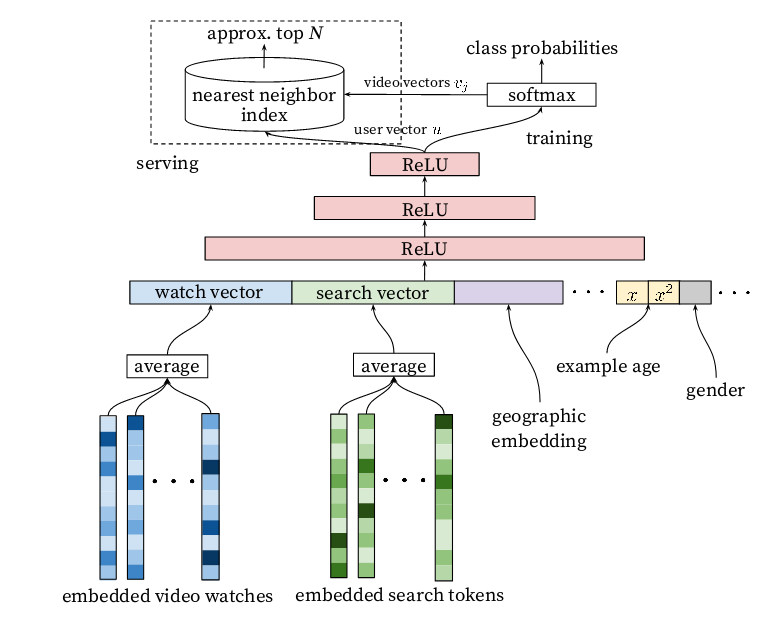 approx. top N
class probabilities
video vectors v_j
nearest neighbor
index
softmax
user vector u
training
serving
ReLU
ReLU
ReLU
watch vector
search vector
. . .
x
x²
. . .
average
average
example age
gender
geographic
embedding
. . .
. . .
embedded video watches
embedded search tokens